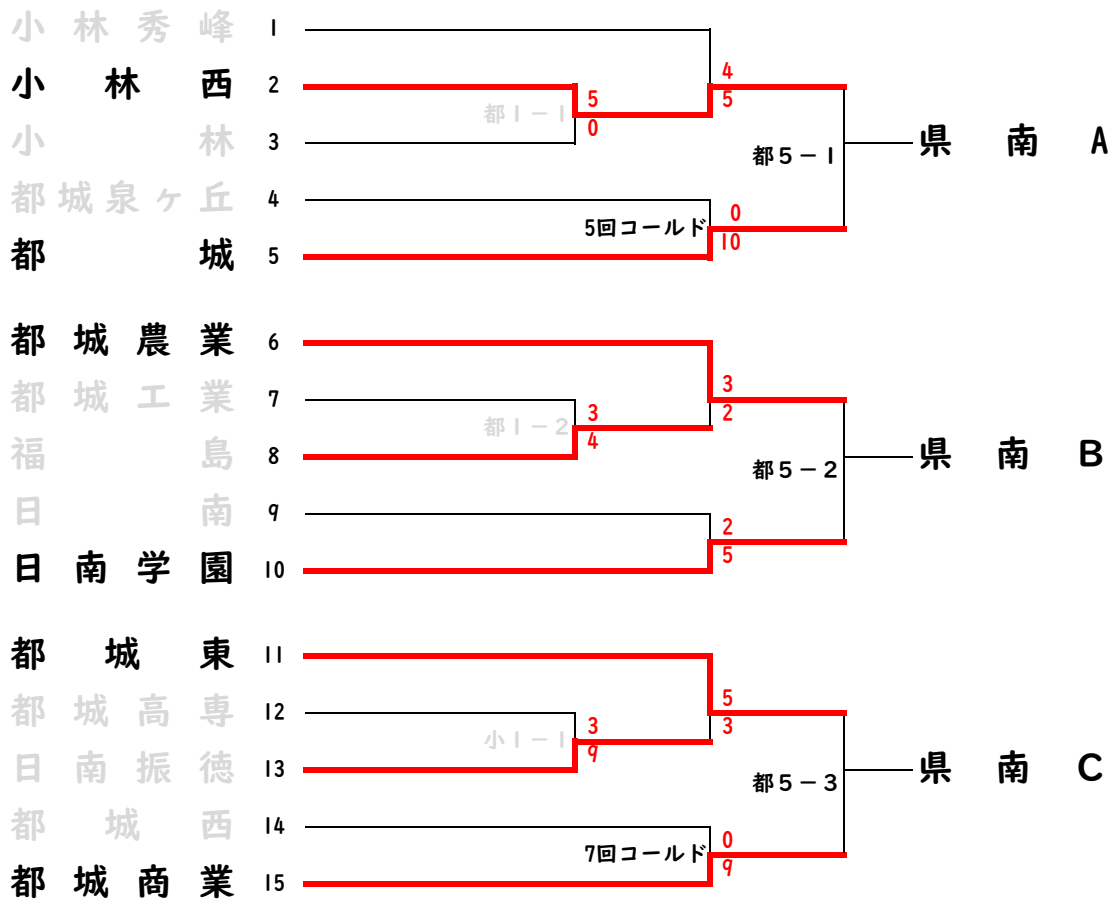 小林秀峰 1
4
小林西 2
5
5
都1-1
0
小林 3
都5-1
県南A
都城泉ヶ丘 4
0
5回コールド
10
都城 5
都城農業 6
3
都城工業 7
3
2
都1-2
4
福島 8
都5-2
県南B
日南 9
2
5
日南学園 10
都城東 11
5
都城高専 12
3
3
小1-1
9
日南振徳 13
都5-3
県南C
都城西 14
0
7回コールド
9
都城商業 15